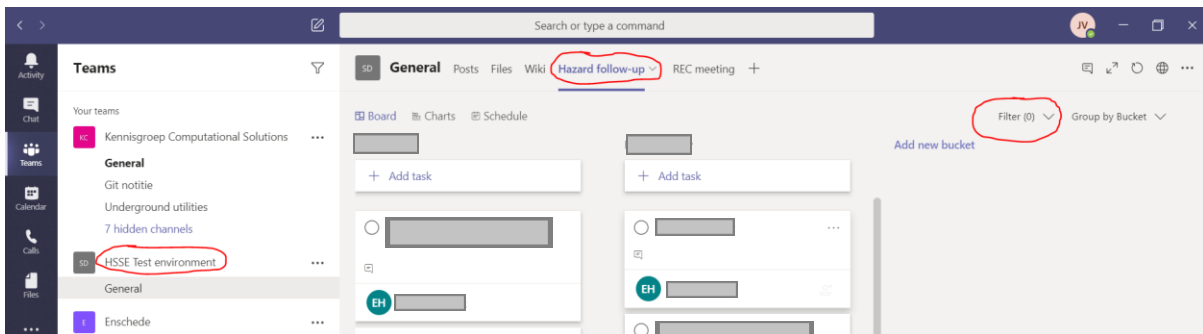 Search or type a command
JV
Activity
Chat
Teams
Calendar
Calls
Files
Teams
Your teams
KC Kennisgroep Computational Solutions
General
Git notitie
Underground utilities
7 hidden channels
SD HSSE Test environment
General
E Enschede
SD General Posts Files Wiki Hazard follow-up REC meeting +
Board Charts Schedule
Filter (0) Group by Bucket
Add new bucket
+ Add task
+ Add task
EH
EH